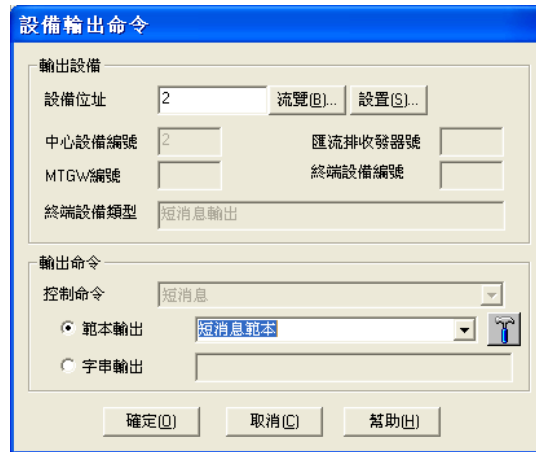 設備輸出命令
輸出設備
設備位址 2 流覽(B)... 設置(S)...
中心設備編號 2 匯流排收發器號
MTGW編號 終端設備編號
終端設備類型 短消息輸出
輸出命令
控制命令 短消息
範本輸出 短消息範本
字串輸出
確定(O) 取消(C) 幫助(H)